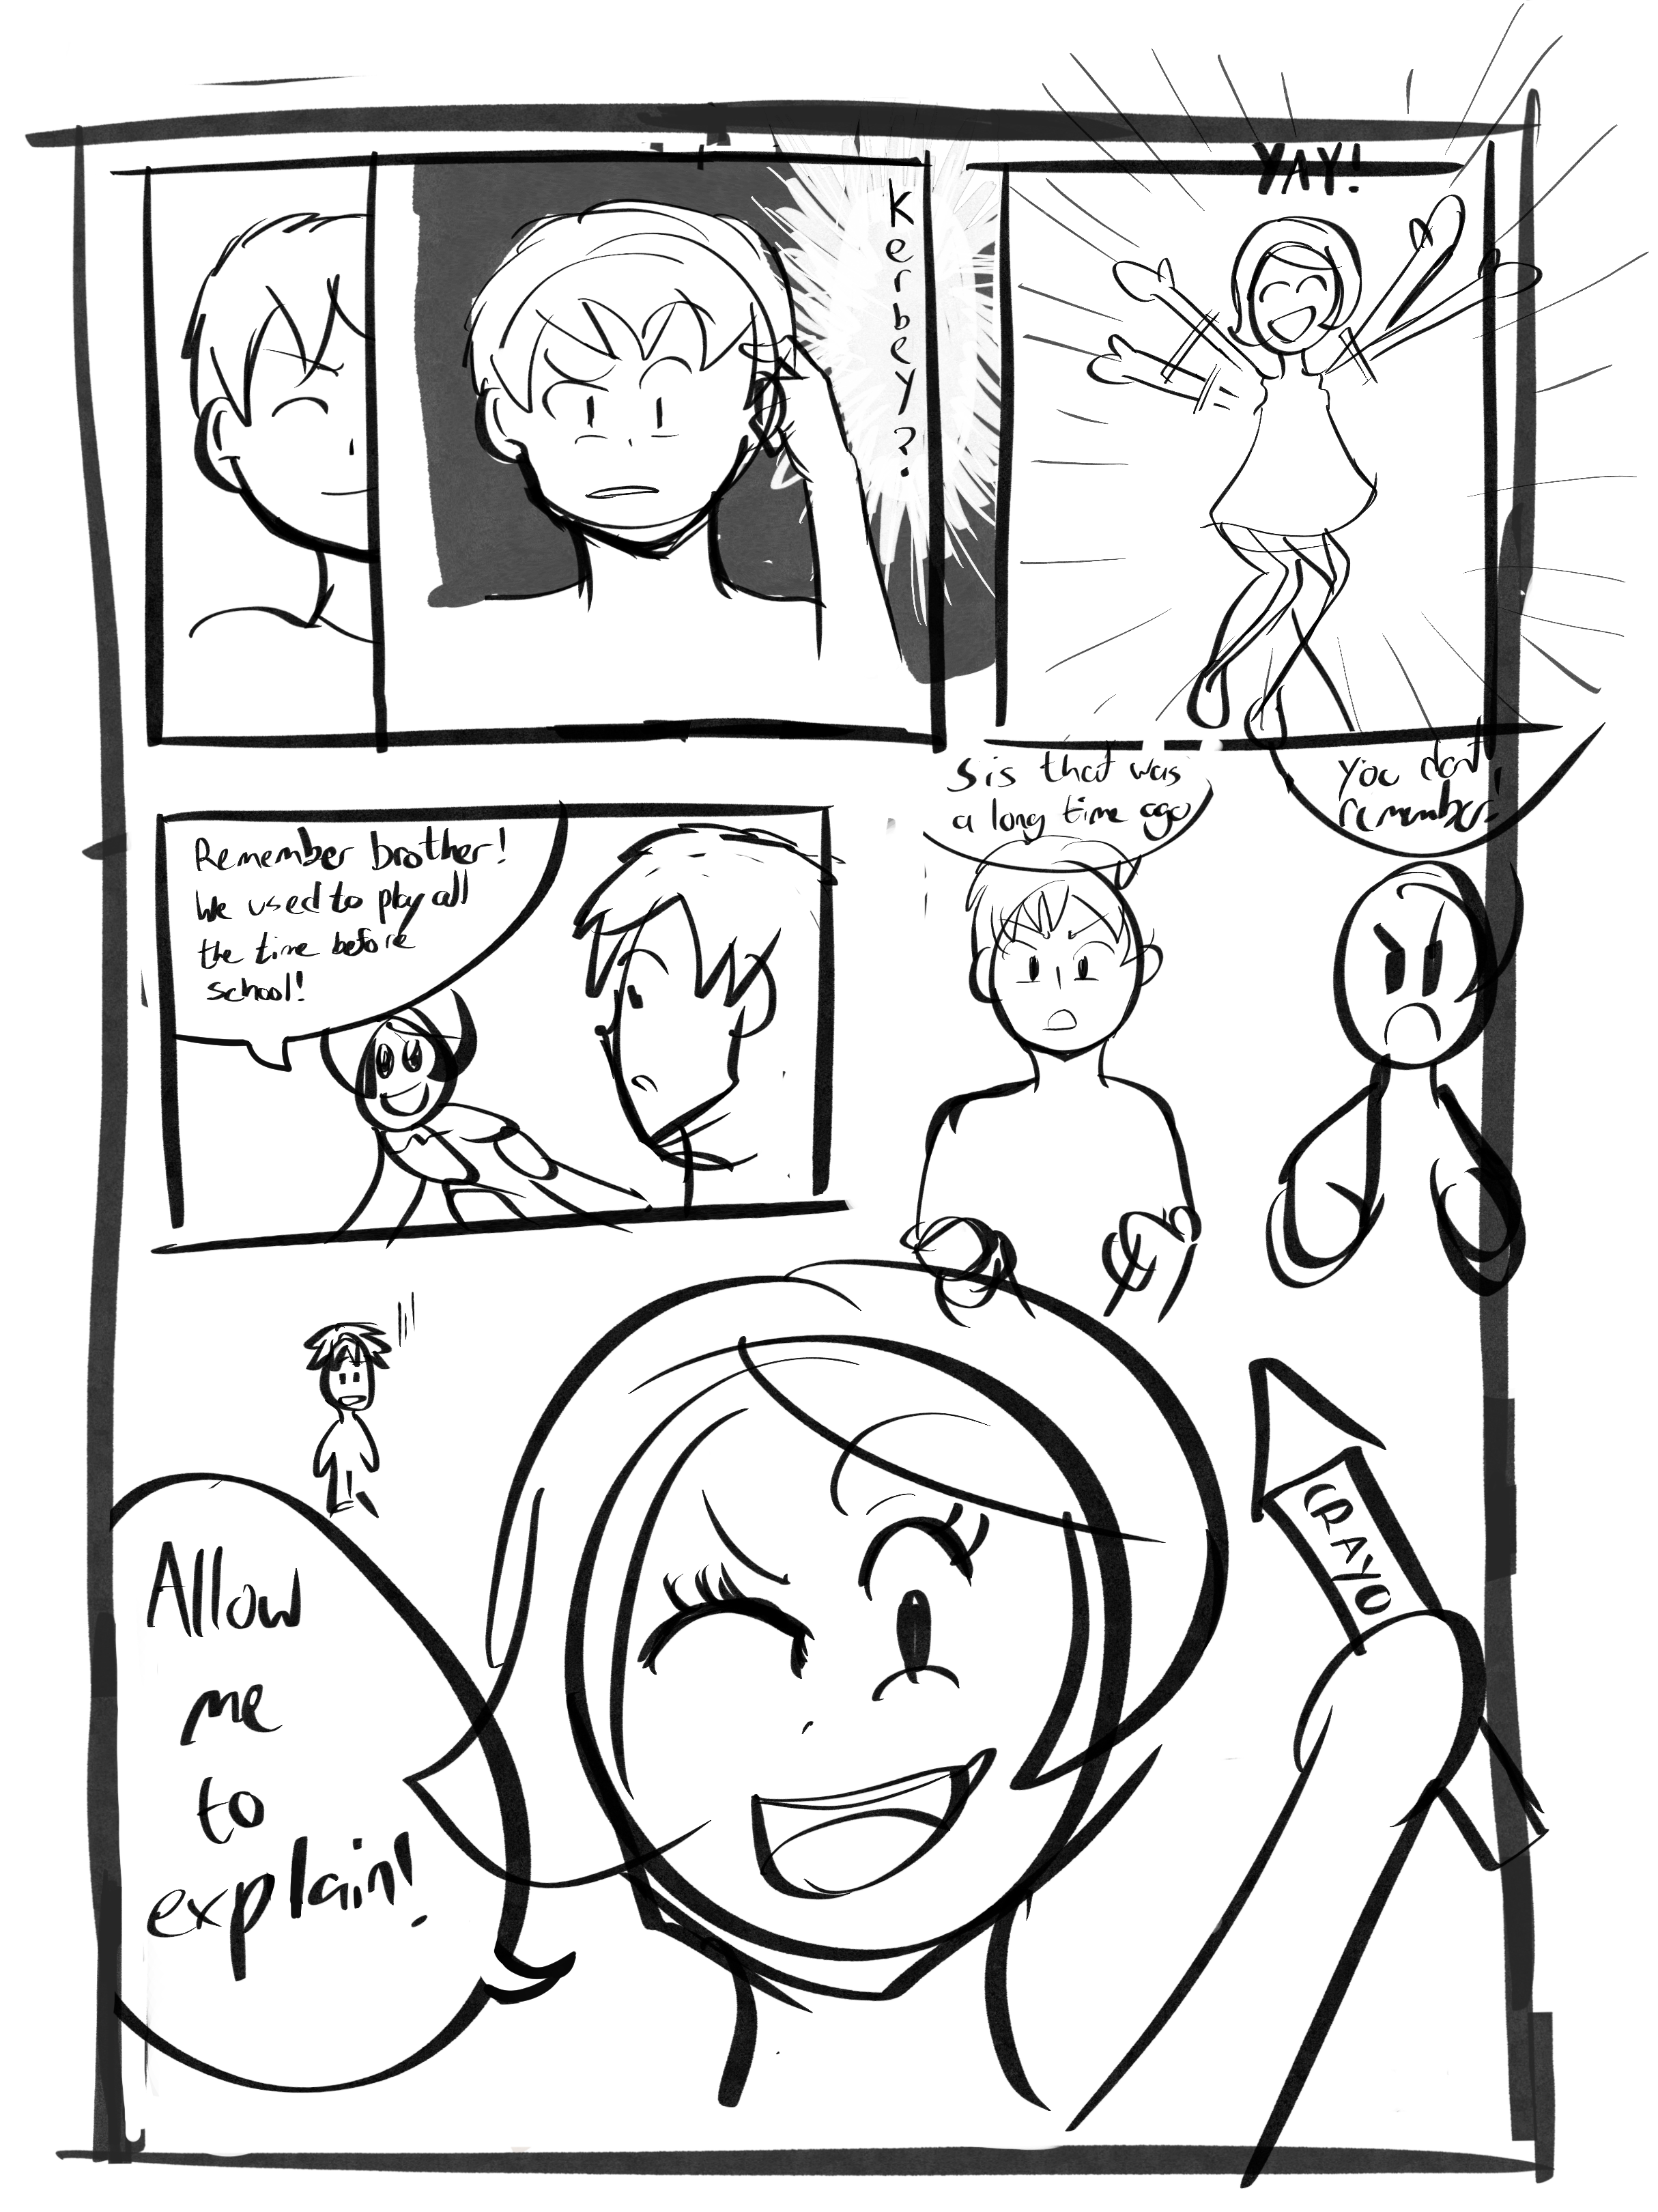 Kerbey?
YAY!
Remember brother!
We used to play all
the time before
school!
Sis that was
a long time ago
You dont
remember!
Allow
me
to
explain!
CRAYO